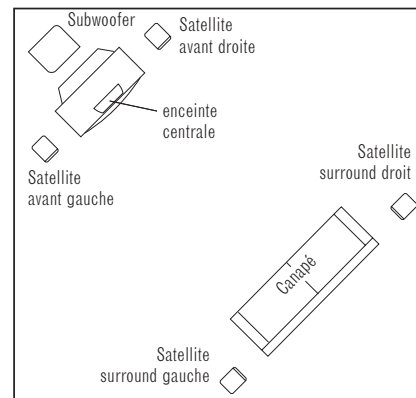 Subwoofer
Satellite
avant droite
enceinte
centrale
Satellite
avant gauche
Satellite
surround droit
Canapé
Satellite
surround gauche